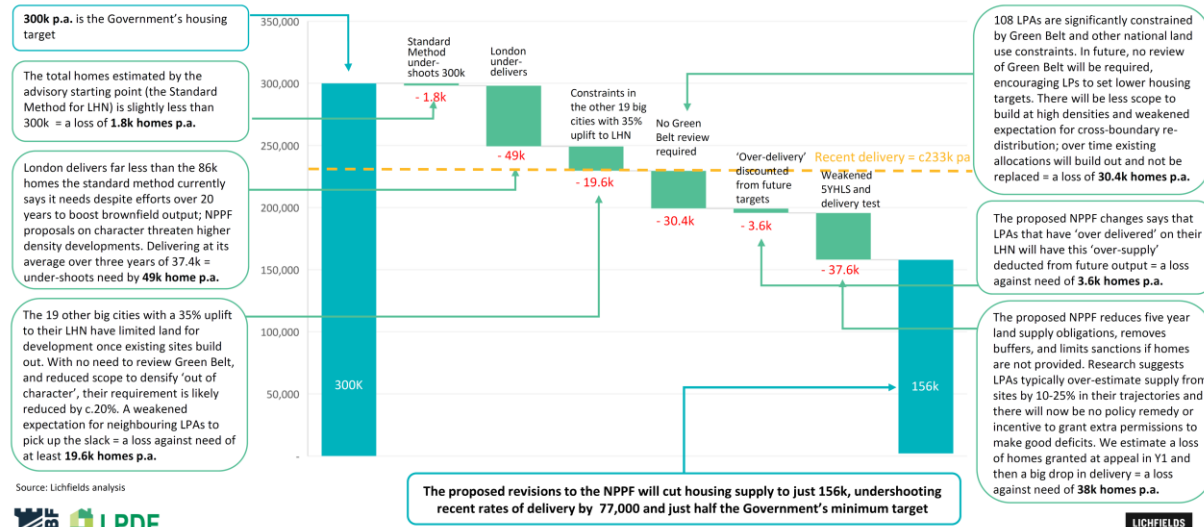 300k p.a. is the Government's housing
target
The total homes estimated by the
advisory starting point (the Standard
Method for LHN) is slightly less than
300k = a loss of 1.8k homes p.a.
London delivers far less than the 86k
homes the standard method currently
says it needs despite efforts over 20
years to boost brownfield output; NPPF
proposals on character threaten higher
density developments. Delivering at its
average over three years of 37.4k =
under-shoots need by 49k home p.a.
The 19 other big cities with a 35% uplift
to their LHN have limited land for
development once existing sites build
out. With no need to review Green Belt,
and reduced scope to densify 'out of
character', their requirement is likely
reduced by c.20%. A weakened
expectation for neighbouring LPAs to
pick up the slack = a loss against need of
at least 19.6k homes p.a.
Source: Lichfields analysis
BF LPDF
350,000
300,000
250,000
200,000
150,000
100,000
50,000
-
300K
Standard
Method
under-
shoots 300k
- 1.8k
London
under-
delivers
- 49k
Constraints in
the other 19 big
cities with 35%
uplift to LHN
- 19.6k
No Green
Belt review
required
- 30.4k
'Over-delivery'
discounted
from future
targets
- 3.6k
Recent delivery = c233k pa
Weakened
5YHLS and
delivery test
- 37.6k
156k
108 LPAs are significantly constrained
by Green Belt and other national land
use constraints. In future, no review
of Green Belt will be required,
encouraging LPs to set lower housing
targets. There will be less scope to
build at high densities and weakened
expectation for cross-boundary re-
distribution; over time existing
allocations will build out and not be
replaced = a loss of 30.4k homes p.a.
The proposed NPPF changes says that
LPAs that have 'over delivered' on their
LHN will have this 'over-supply'
deducted from future output = a loss
against need of 3.6k homes p.a.
The proposed NPPF reduces five year
land supply obligations, removes
buffers, and limits sanctions if homes
are not provided. Research suggests
LPAs typically over-estimate supply from
sites by 10-25% in their trajectories and
there will now be no policy remedy or
incentive to grant extra permissions to
make good deficits. We estimate a loss
of homes granted at appeal in Y1 and
then a big drop in delivery = a loss
against need of 38k homes p.a.
The proposed revisions to the NPPF will cut housing supply to just 156k, undershooting
recent rates of delivery by 77,000 and just half the Government's minimum target
LICHFIELDS